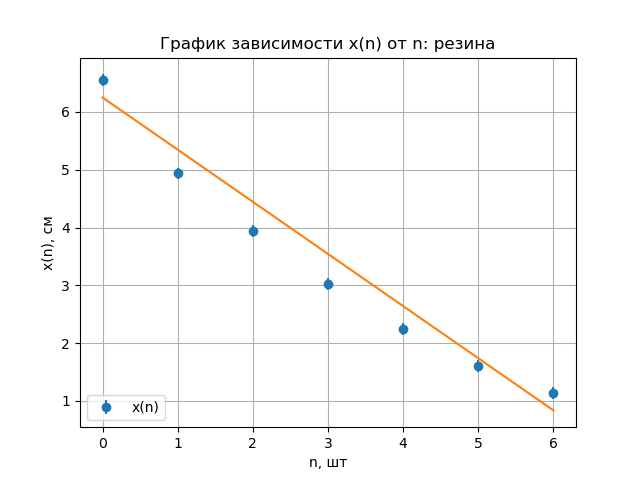 График зависимости x(n) от n: резина
x(n), см
6
5
4
3
2
1
x(n)
0 1 2 3 4 5 6
n, шт